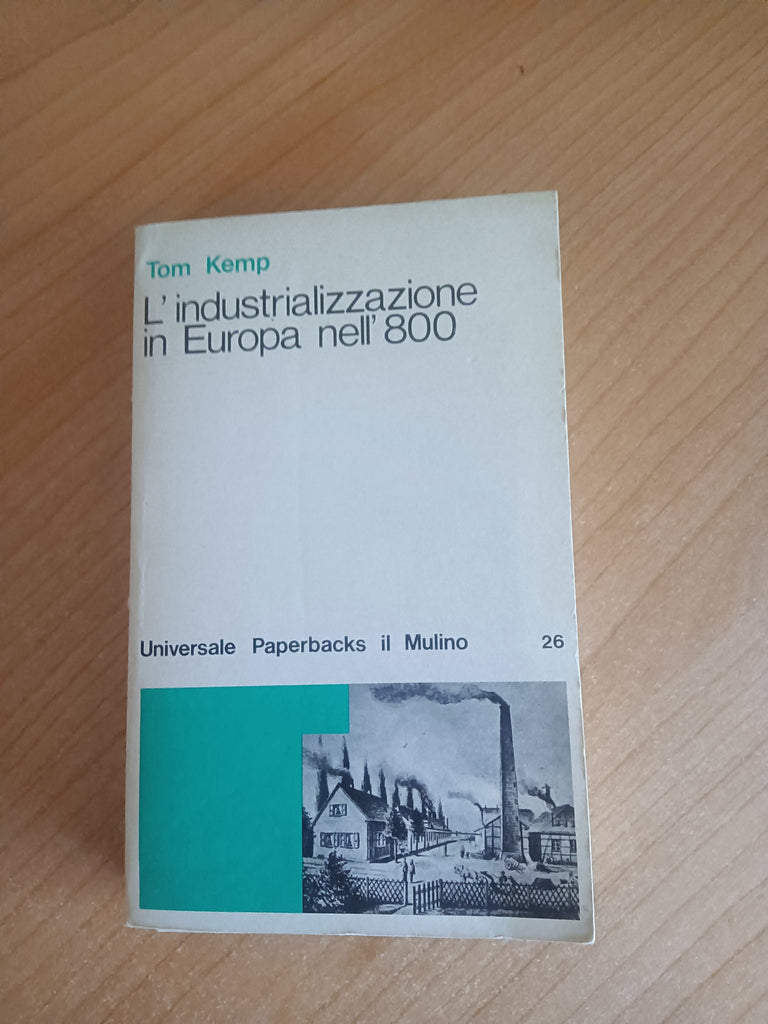 Tom Kemp
L'industrializzazione
in Europa nell'800
Universale Paperbacks il Mulino 26